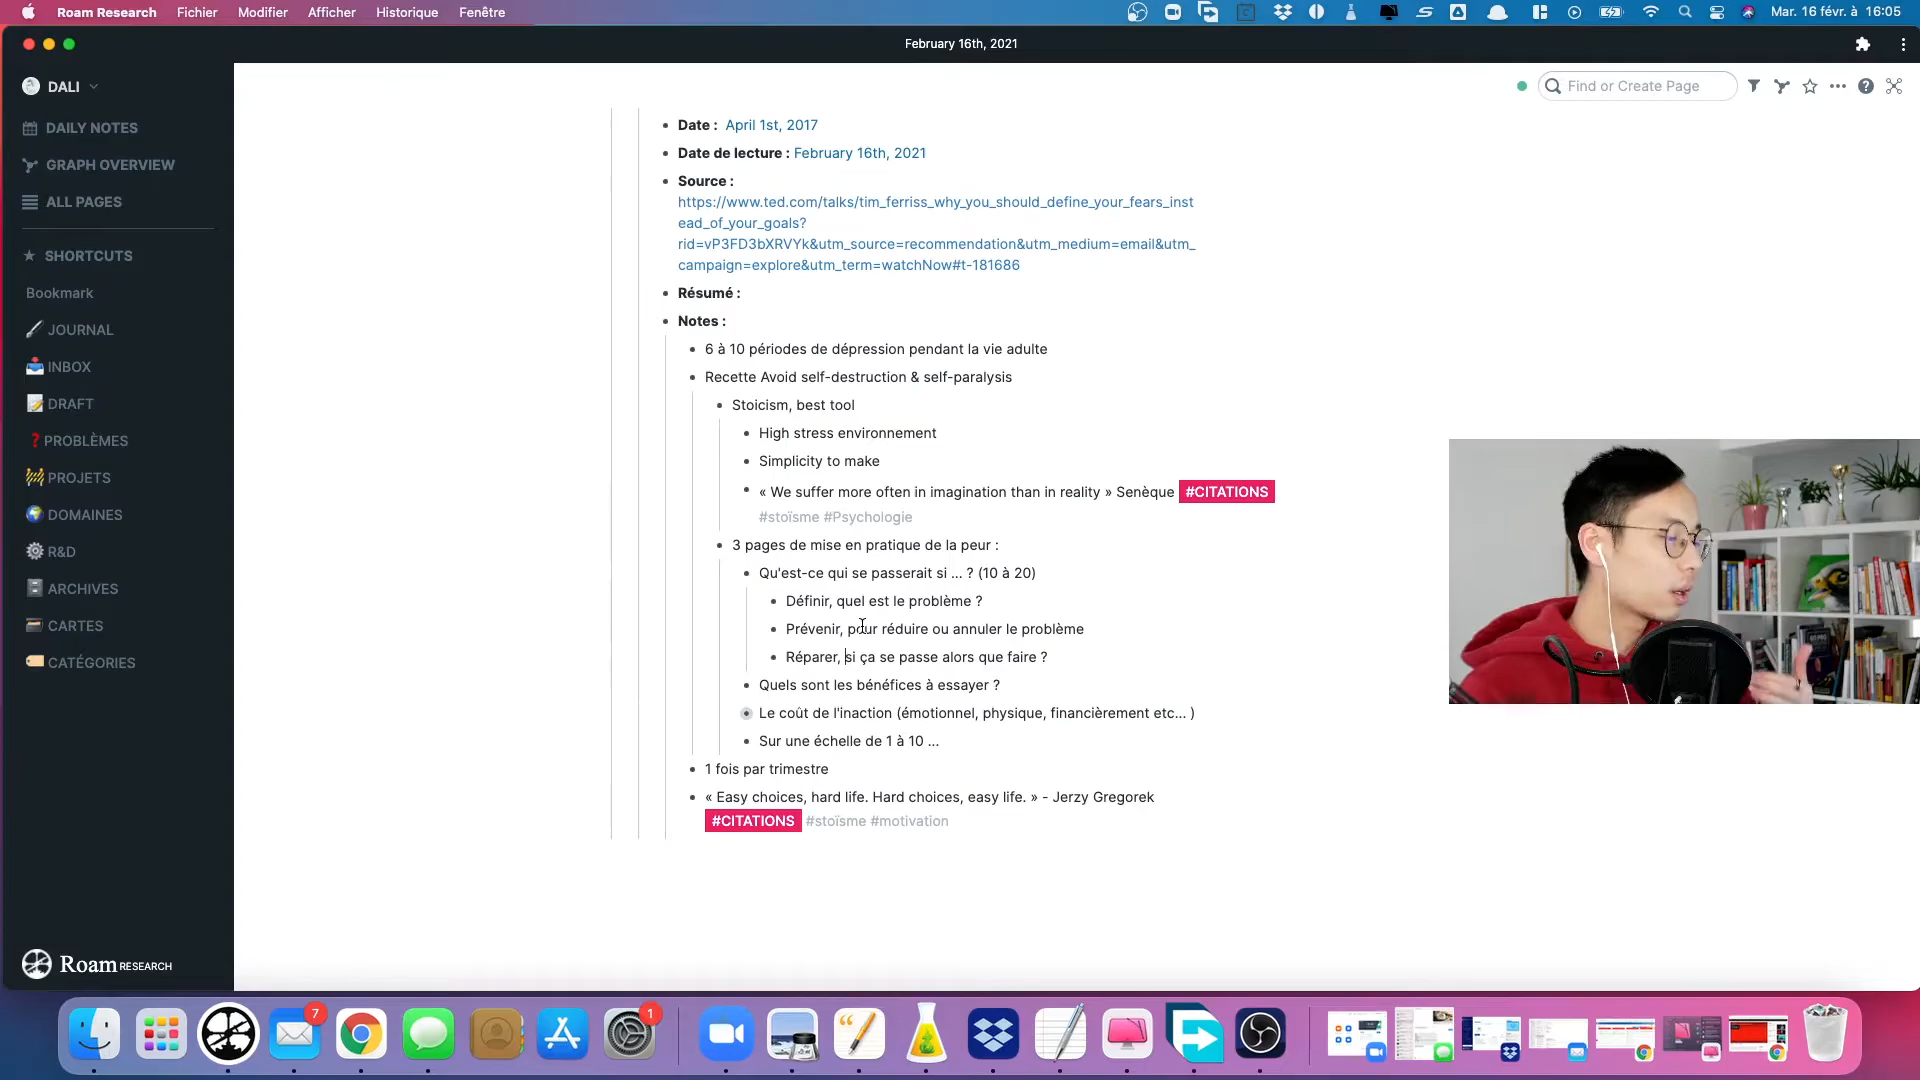 Roam Research Fichier Modifier Afficher Historique Fenêtre Mar. 16 févr. à 16:05
February 16th, 2021
DALI
Find or Create Page
DAILY NOTES
GRAPH OVERVIEW
ALL PAGES
SHORTCUTS
Bookmark
JOURNAL
INBOX
DRAFT
PROBLÈMES
PROJETS
DOMAINES
R&D
ARCHIVES
CARTES
CATÉGORIES
Roam RESEARCH
Date : April 1st, 2017
Date de lecture : February 16th, 2021
Source :
https://www.ted.com/talks/tim_ferriss_why_you_should_define_your_fears_inst
ead_of_your_goals?
rid=vP3FD3bXRVYk&utm_source=recommendation&utm_medium=email&utm_
campaign=explore&utm_term=watchNow#t-181686
Résumé :
Notes :
6 à 10 périodes de dépression pendant la vie adulte
Recette Avoid self-destruction & self-paralysis
Stoicism, best tool
High stress environnement
Simplicity to make
« We suffer more often in imagination than in reality » Senèque #CITATIONS
#stoïsme #Psychologie
3 pages de mise en pratique de la peur :
Qu'est-ce qui se passerait si ... ? (10 à 20)
Définir, quel est le problème ?
Prévenir, pour réduire ou annuler le problème
Réparer, si ça se passe alors que faire ?
Quels sont les bénéfices à essayer ?
Le coût de l'inaction (émotionnel, physique, financièrement etc... )
Sur une échelle de 1 à 10 ...
1 fois par trimestre
« Easy choices, hard life. Hard choices, easy life. » - Jerzy Gregorek
#CITATIONS #stoïsme #motivation
7
1